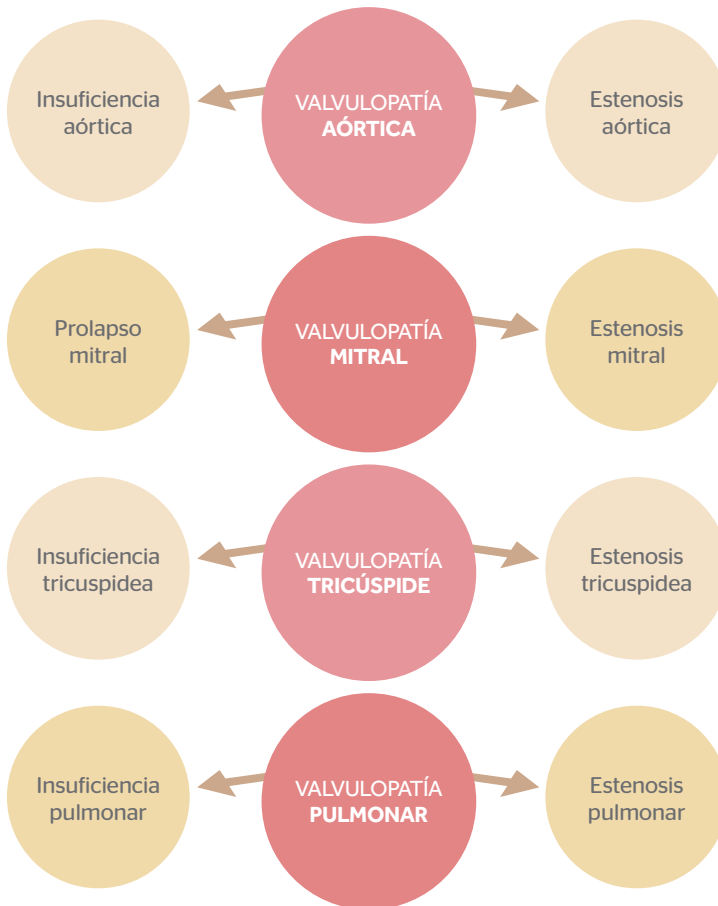 Insuficiencia
aórtica
VALVULOPATÍA
AÓRTICA
Estenosis
aórtica
Prolapso
mitral
VALVULOPATÍA
MITRAL
Estenosis
mitral
Insuficiencia
tricuspidea
VALVULOPATÍA
TRICÚSPIDE
Estenosis
tricuspidea
Insuficiencia
pulmonar
VALVULOPATÍA
PULMONAR
Estenosis
pulmonar